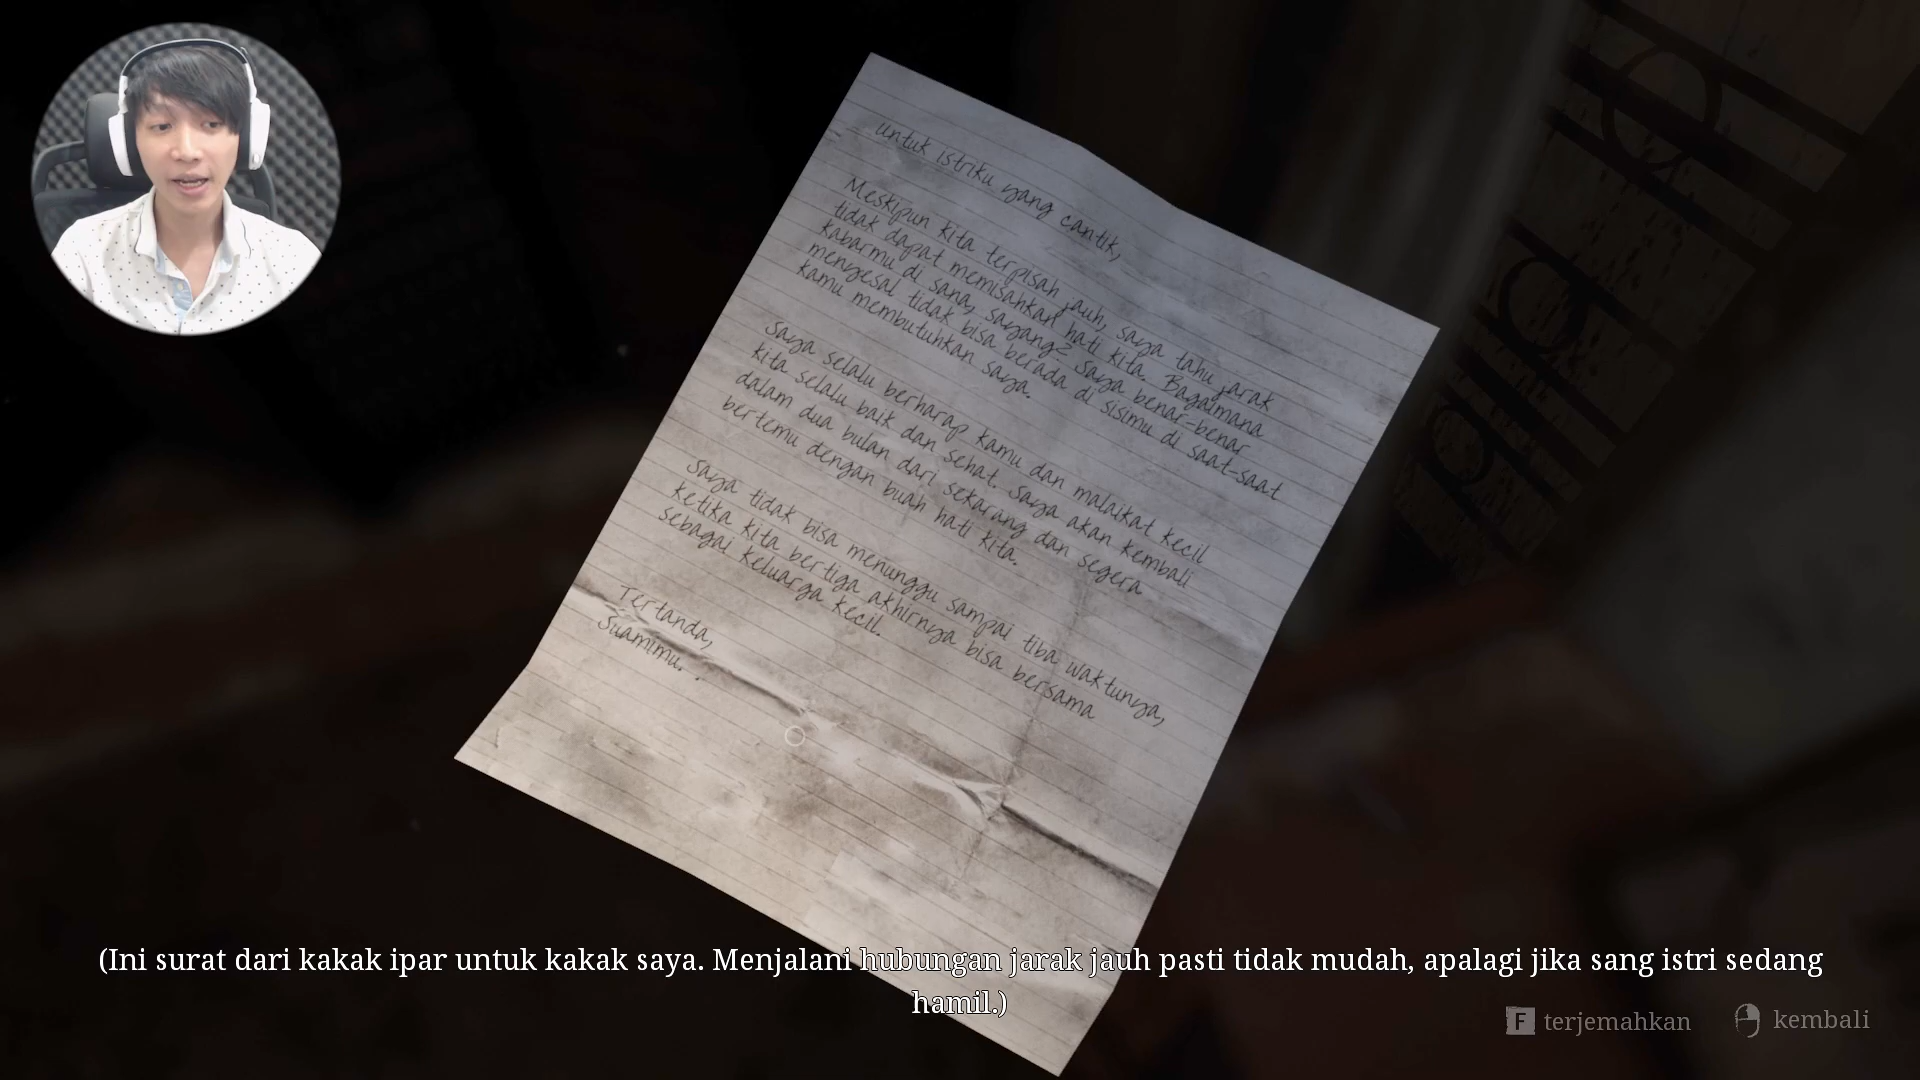 Untuk istriku yang cantik,
Meskipun kita terpisah jauh, saya tahu jarak
tidak dapat memisahkan hati kita. Bagaimana
kabarmu di sana, sayang? Saya benar-benar
menyesal tidak bisa berada di sisimu di saat-saat
kamu membutuhkan saya.
Saya selalu berharap kamu dan malaikat kecil
kita selalu baik dan sehat. Saya akan kembali
dalam dua bulan dari sekarang dan segera
bertemu dengan buah hati kita.
Saya tidak bisa menunggu sampai tiba waktunya,
ketika kita bertiga akhirnya bisa bersama
sebagai keluarga kecil.
Tertanda,
Suamimu.
(Ini surat dari kakak ipar untuk kakak saya. Menjalani hubungan jarak jauh pasti tidak mudah, apalagi jika sang istri sedang
hamil.)
F terjemahkan
kembali